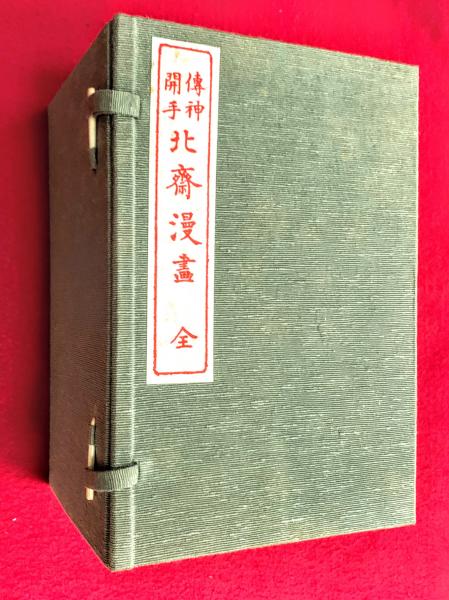 傳神
開手
北齋漫畫 全